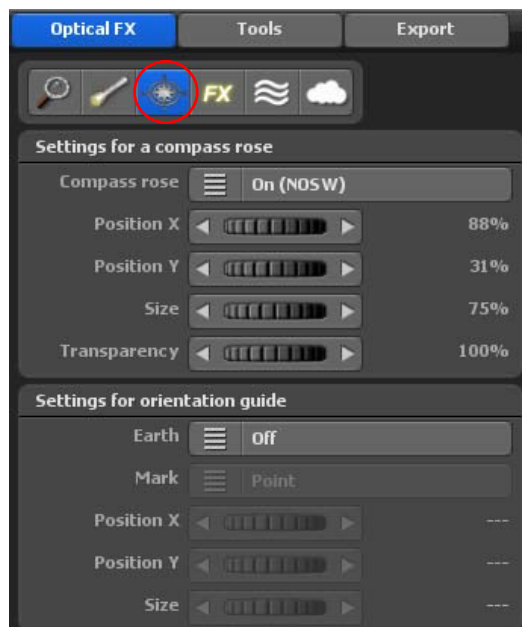 Optical FX Tools Export
FX
Settings for a compass rose
Compass rose On (NOSW)
Position X 88%
Position Y 31%
Size 75%
Transparency 100%
Settings for orientation guide
Earth Off
Mark Point
Position X ---
Position Y ---
Size ---